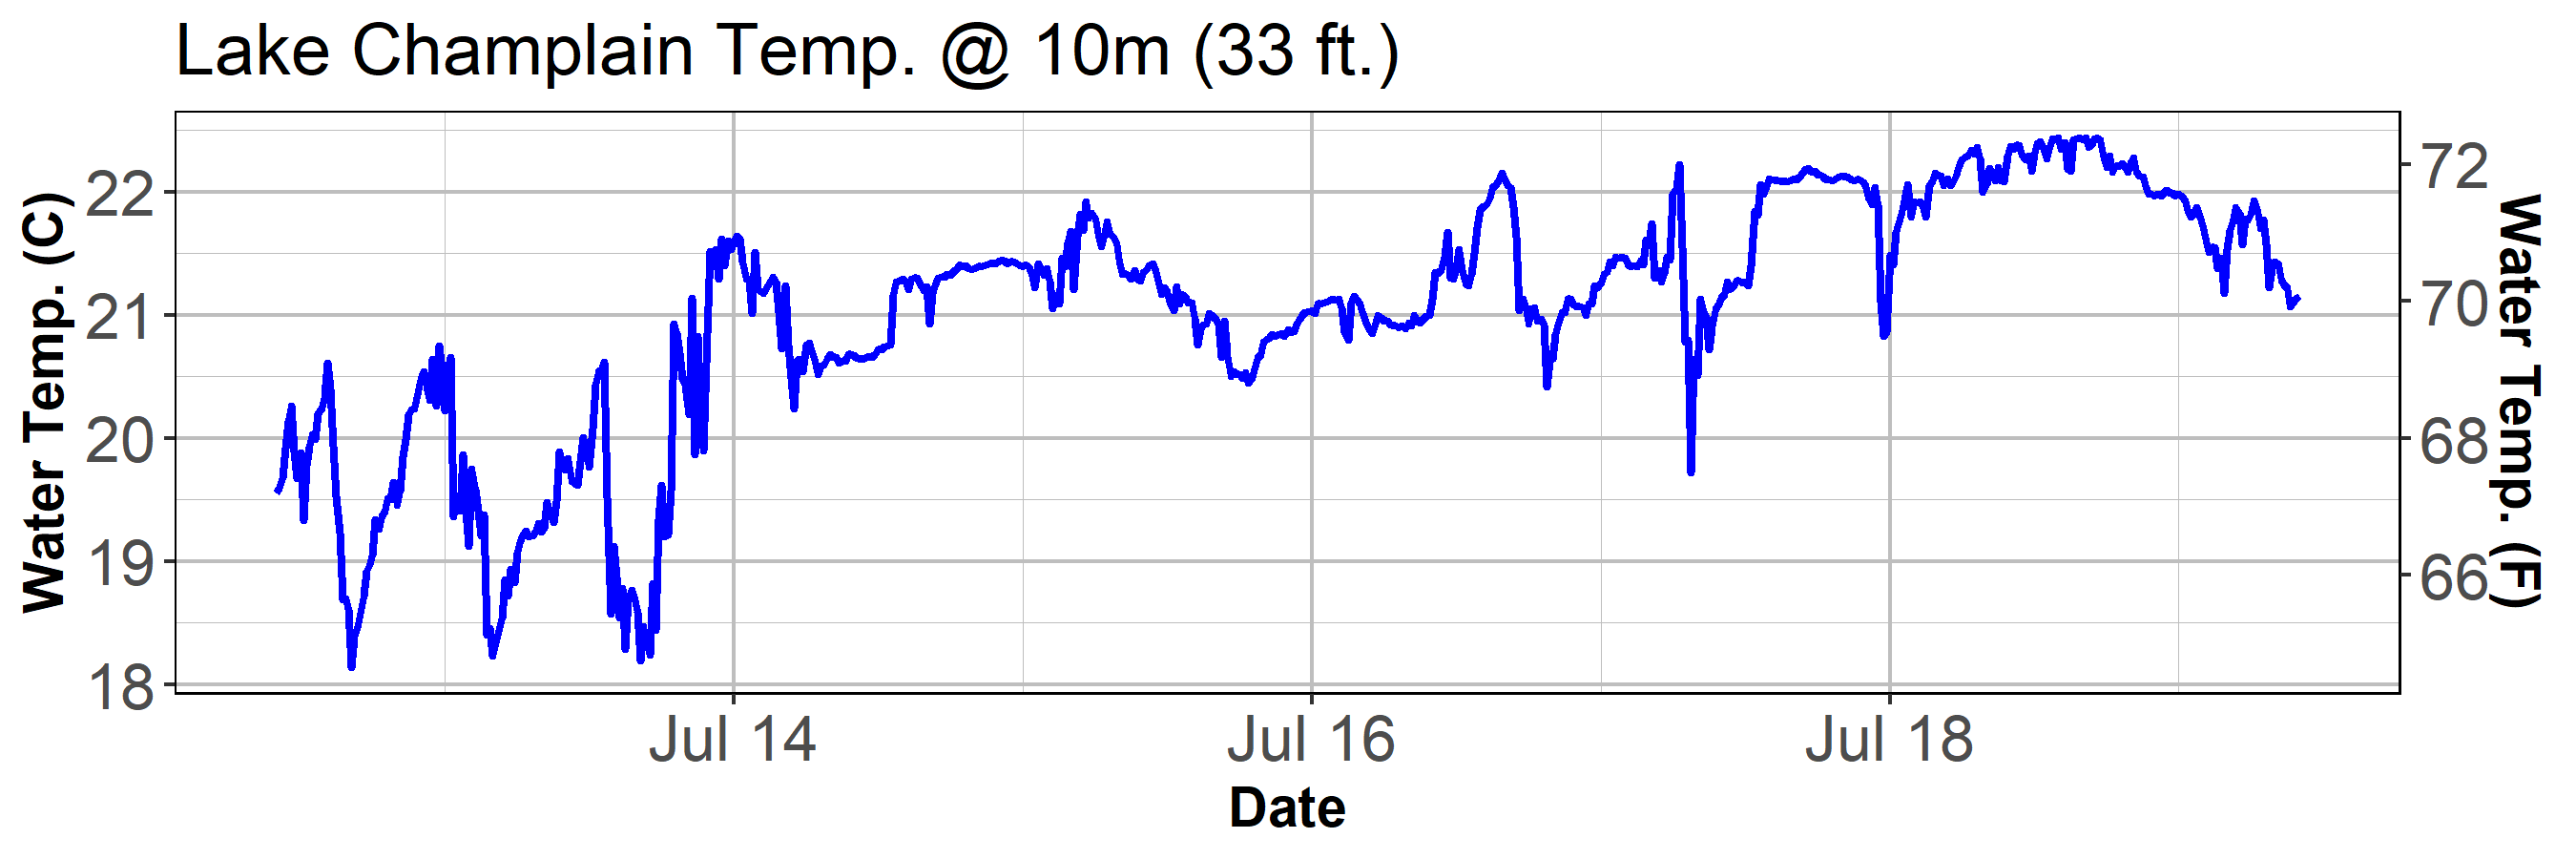 Lake Champlain Temp. @ 10m (33 ft.)
Water Temp. (C)
22
21
20
19
18
72
70
68
66
Water Temp. (F)
Jul 14
Jul 16
Jul 18
Date